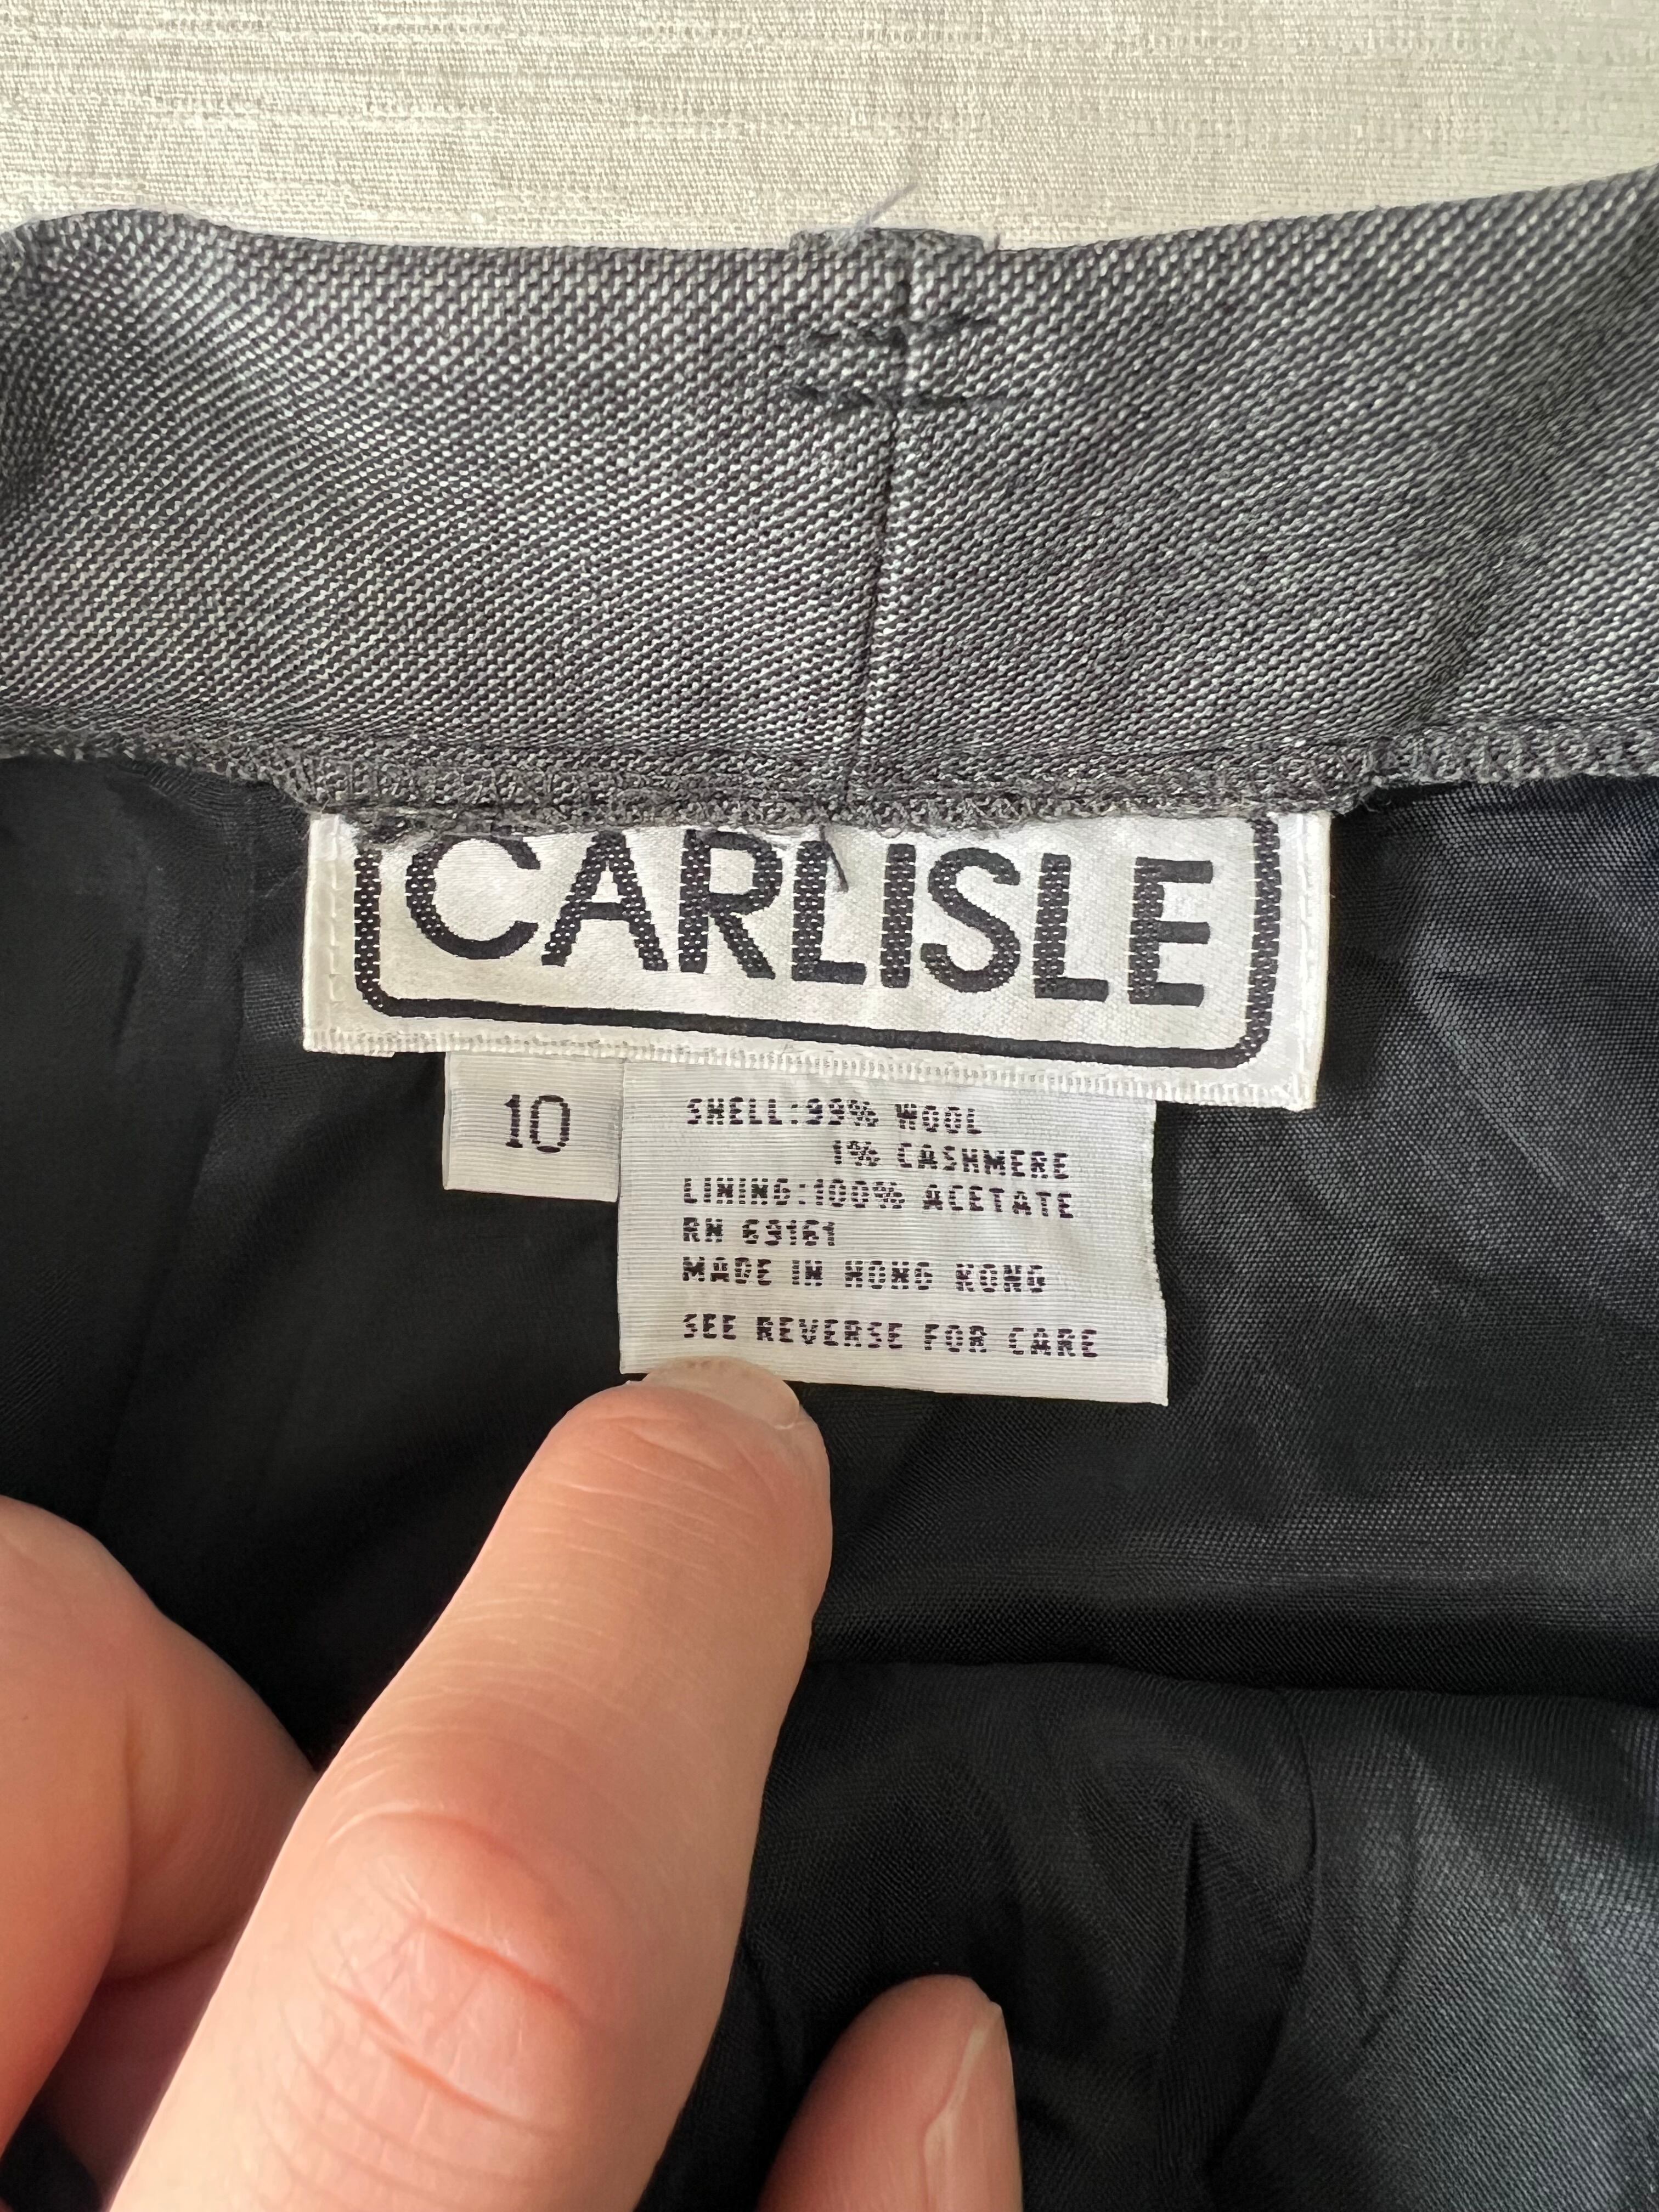 CARLISLE
10
SHELL:99% WOOL
1% CASHMERE
LINING:100% ACETATE
RN 63161
MADE IN HONG KONG
SEE REVERSE FOR CARE